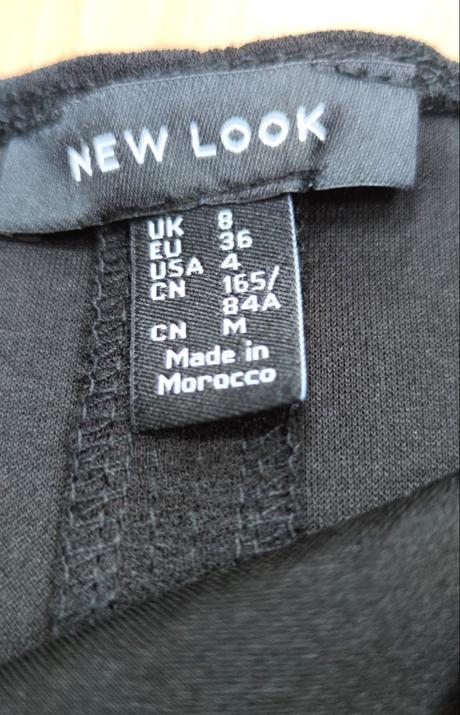 NEW LOOK
UK 8
EU 36
USA 4
CN 165/
84A
CN M
Made in
Morocco